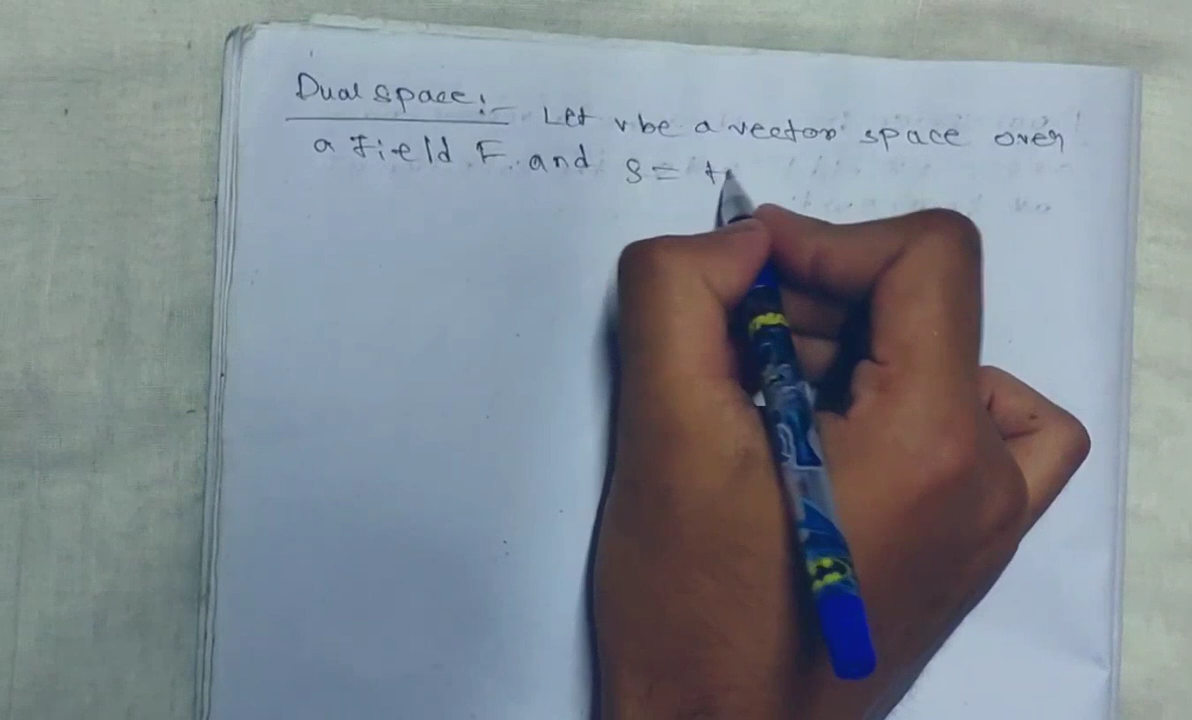 Dual space:- Let v be a vector space over
a field F. and S =